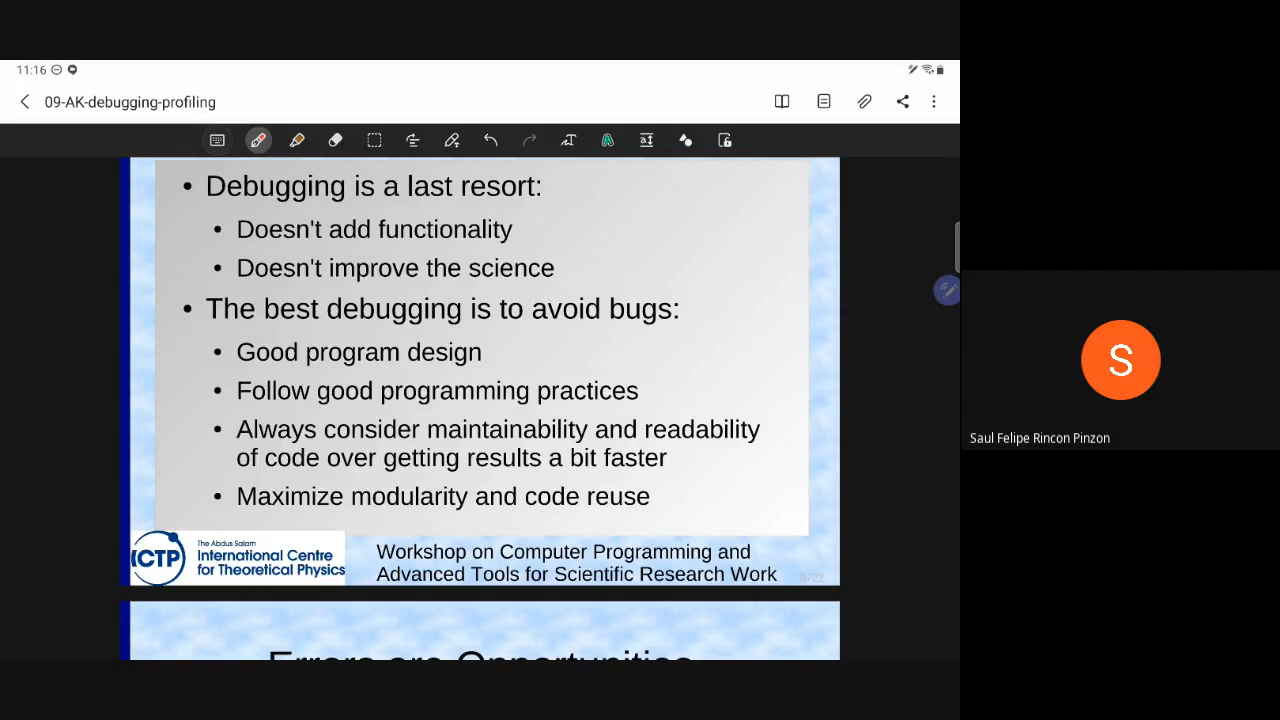 11:16
09-AK-debugging-profiling
• Debugging is a last resort:
• Doesn't add functionality
• Doesn't improve the science
• The best debugging is to avoid bugs:
• Good program design
• Follow good programming practices
• Always consider maintainability and readability
of code over getting results a bit faster
• Maximize modularity and code reuse
ICTP
The Abdus Salam
International Centre
for Theoretical Physics
Workshop on Computer Programming and
Advanced Tools for Scientific Research Work
Errors are Opportunities
S
Saul Felipe Rincon Pinzon